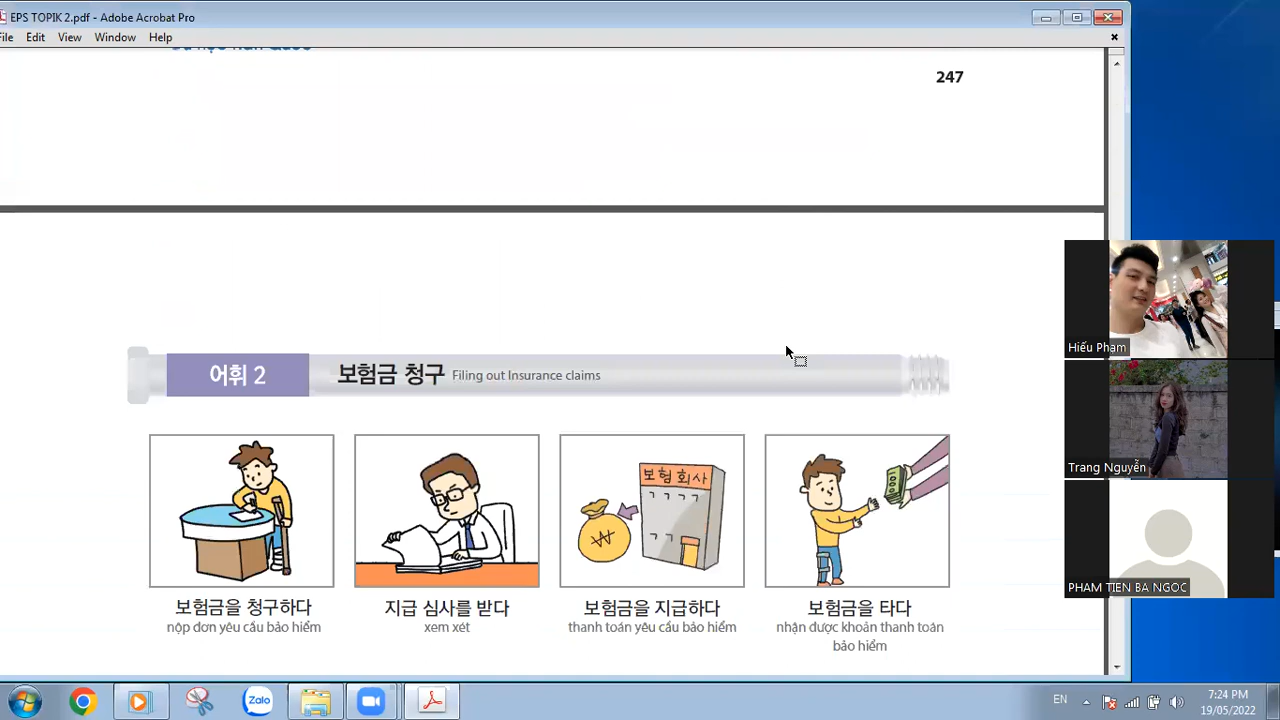 EPS TOPIK 2.pdf - Adobe Acrobat Pro
File Edit View Window Help
247
어휘 2 보험금 청구 Filing out Insurance claims
보험회사
보험금을 청구하다
nộp đơn yêu cầu bảo hiểm
지급 심사를 받다
xem xét
보험금을 지급하다
thanh toán yêu cầu bảo hiểm
보험금을 타다
nhận được khoản thanh toán
bảo hiểm
Hiếu Phạm
Trang Nguyễn
PHAM TIEN BA NGOC
Zalo
EN
7:24 PM
19/05/2022